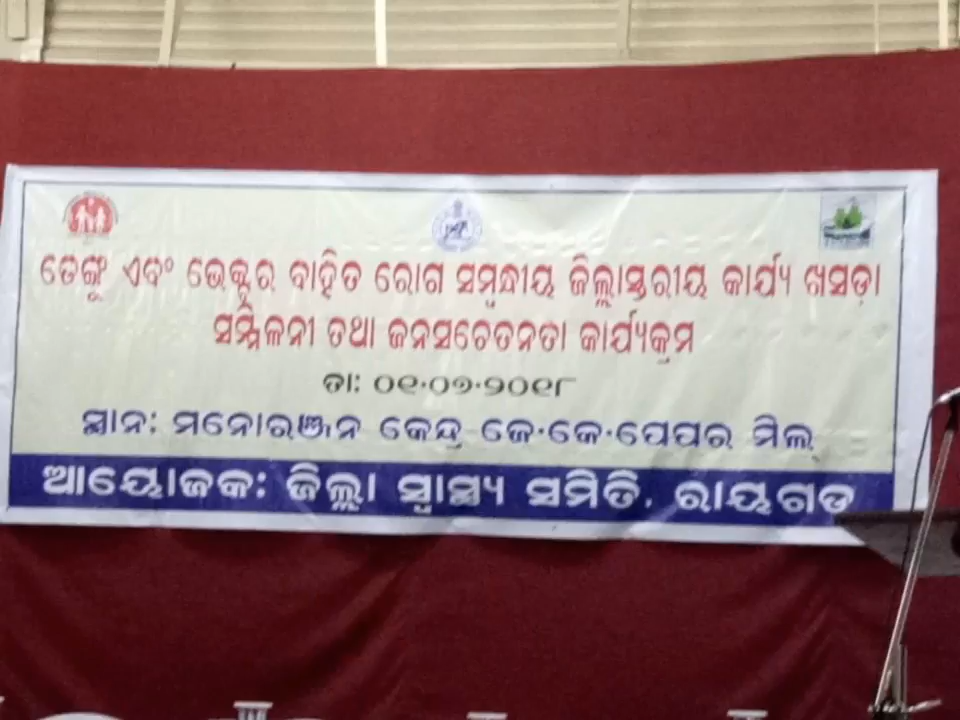 ଡେଙ୍ଗୁ ଏବଂ ଭେକ୍ଟର ବାହିତ ରୋଗ ସମ୍ବନ୍ଧୀୟ ଜିଲ୍ଲାସ୍ତରୀୟ କାର୍ଯ୍ୟ ଖସଡ଼ା
ସମ୍ମିଳନୀ ତଥା ଜନସଚେତନତା କାର୍ଯ୍ୟକ୍ରମ
ତା: ୦୧·୦୭·୨୦୧୮
ସ୍ଥାନ: ମନୋରଞ୍ଜନ କେନ୍ଦ୍ର ଜେ·କେ·ପେପର ମିଲ୍
ଆୟୋଜକ: ଜିଲ୍ଲା ସ୍ୱାସ୍ଥ୍ୟ ସମିତି, ରାୟଗଡ